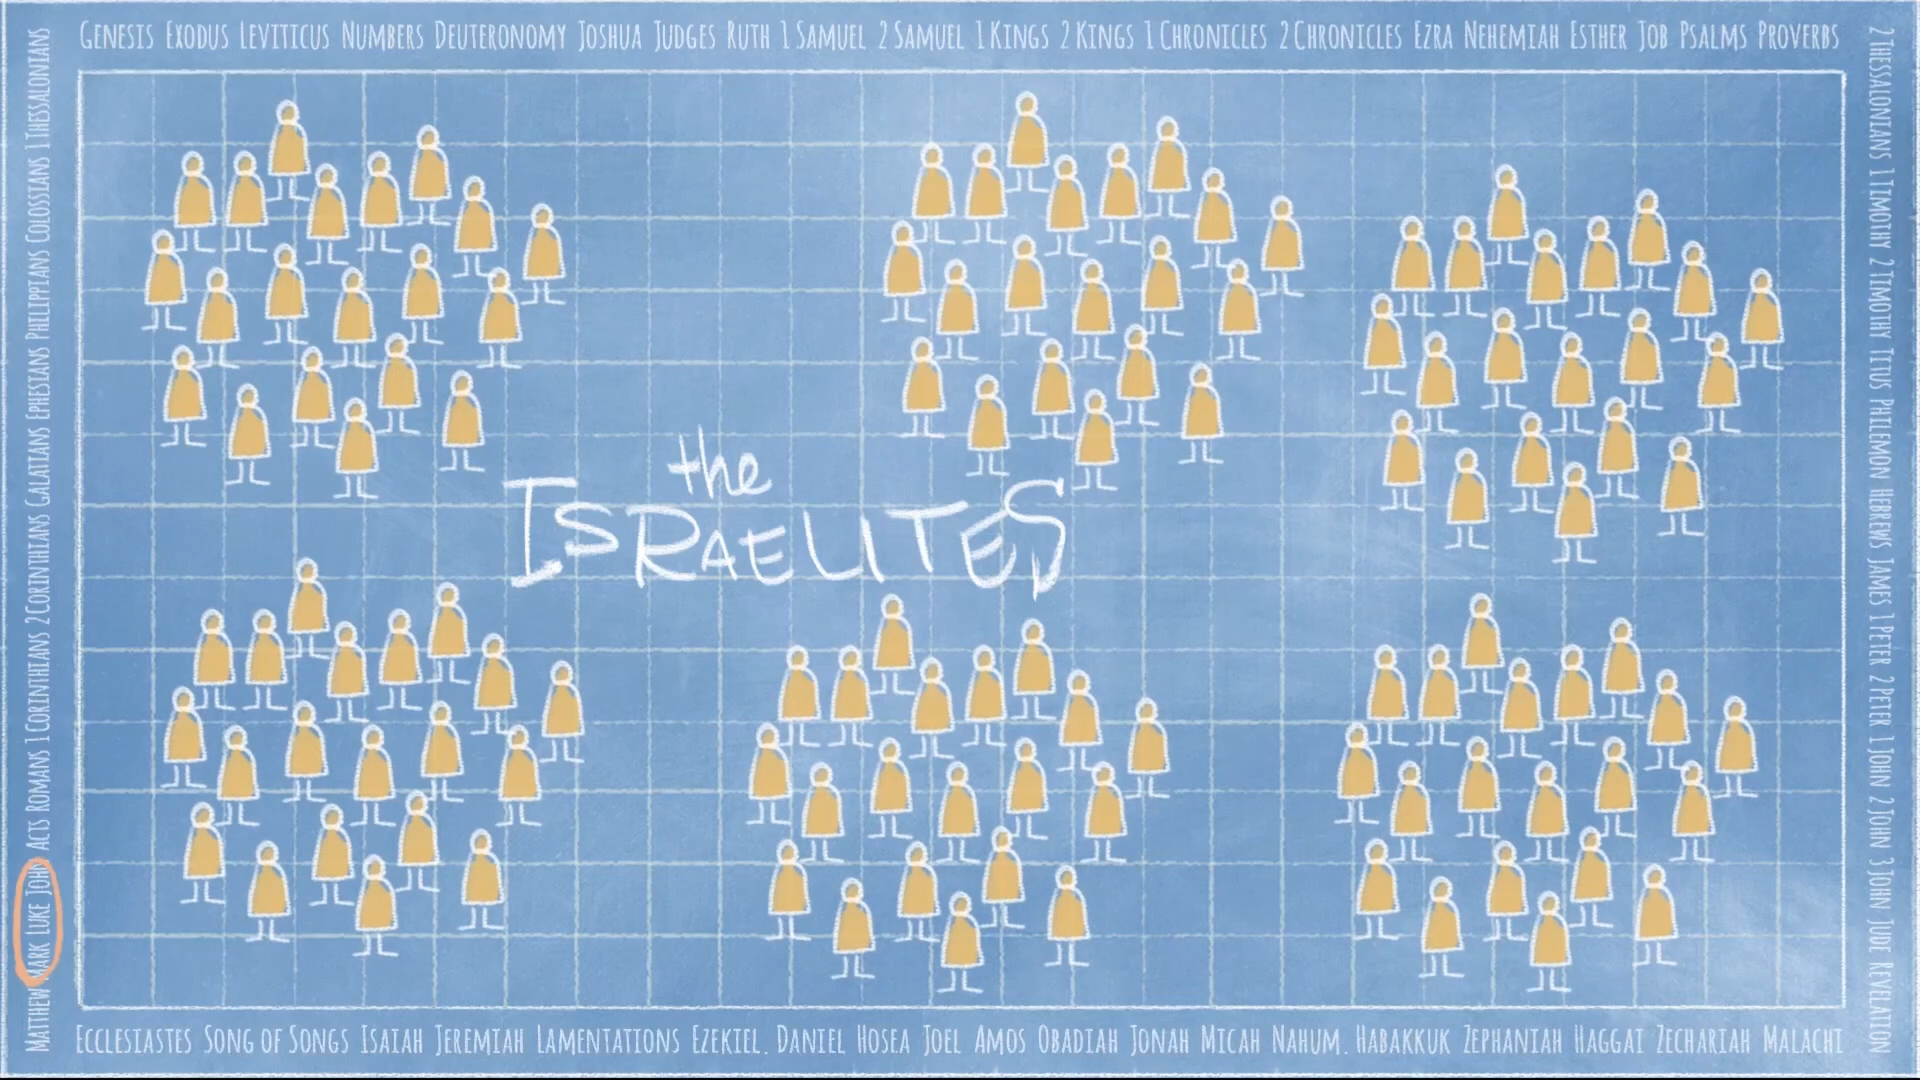 GENESIS EXODUS LEVITICUS NUMBERS DEUTERONOMY JOSHUA JUDGES RUTH 1 SAMUEL 2 SAMUEL 1 KINGS 2 KINGS 1 CHRONICLES 2 CHRONICLES EZRA NEHEMIAH ESTHER JOB PSALMS PROVERBS
the
ISRAELITES
ECCLESIASTES SONG OF SONGS ISAIAH JEREMIAH LAMENTATIONS EZEKIEL. DANIEL HOSEA JOEL AMOS OBADIAH JONAH MICAH NAHUM. HABAKKUK ZEPHANIAH HAGGAI ZECHARIAH MALACHI
MATTHEW MARK LUKE JOHN ACTS ROMANS 1 CORINTHIANS 2 CORINTHIANS GALATIANS EPHESIANS PHILIPPIANS COLOSSIANS 1 THESSALONIANS
2 THESSALONIANS 1 TIMOTHY 2 TIMOTHY TITUS PHILEMON HEBREWS JAMES 1 PETER 2 PETER 1 JOHN 2 JOHN 3 JOHN JUDE REVELATION